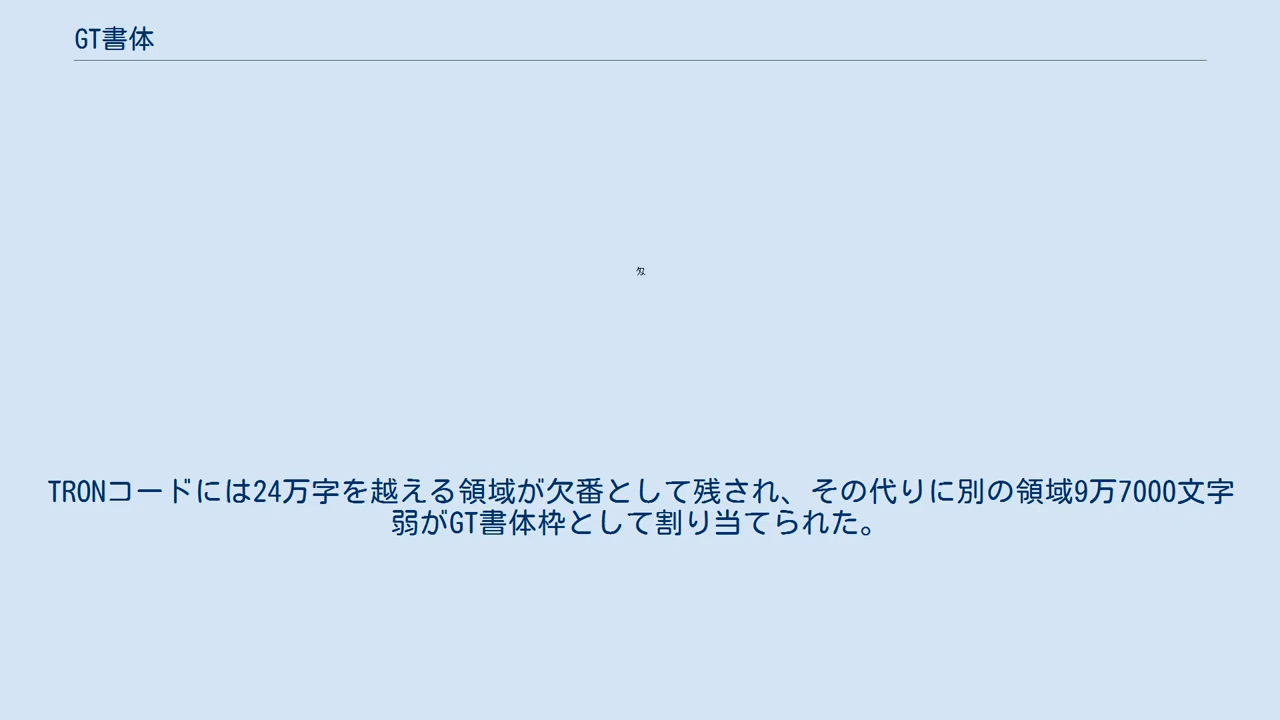 GT書体
TRONコードには24万字を越える領域が欠番として残され、その代りに別の領域9万7000文字
弱がGT書体枠として割り当てられた。